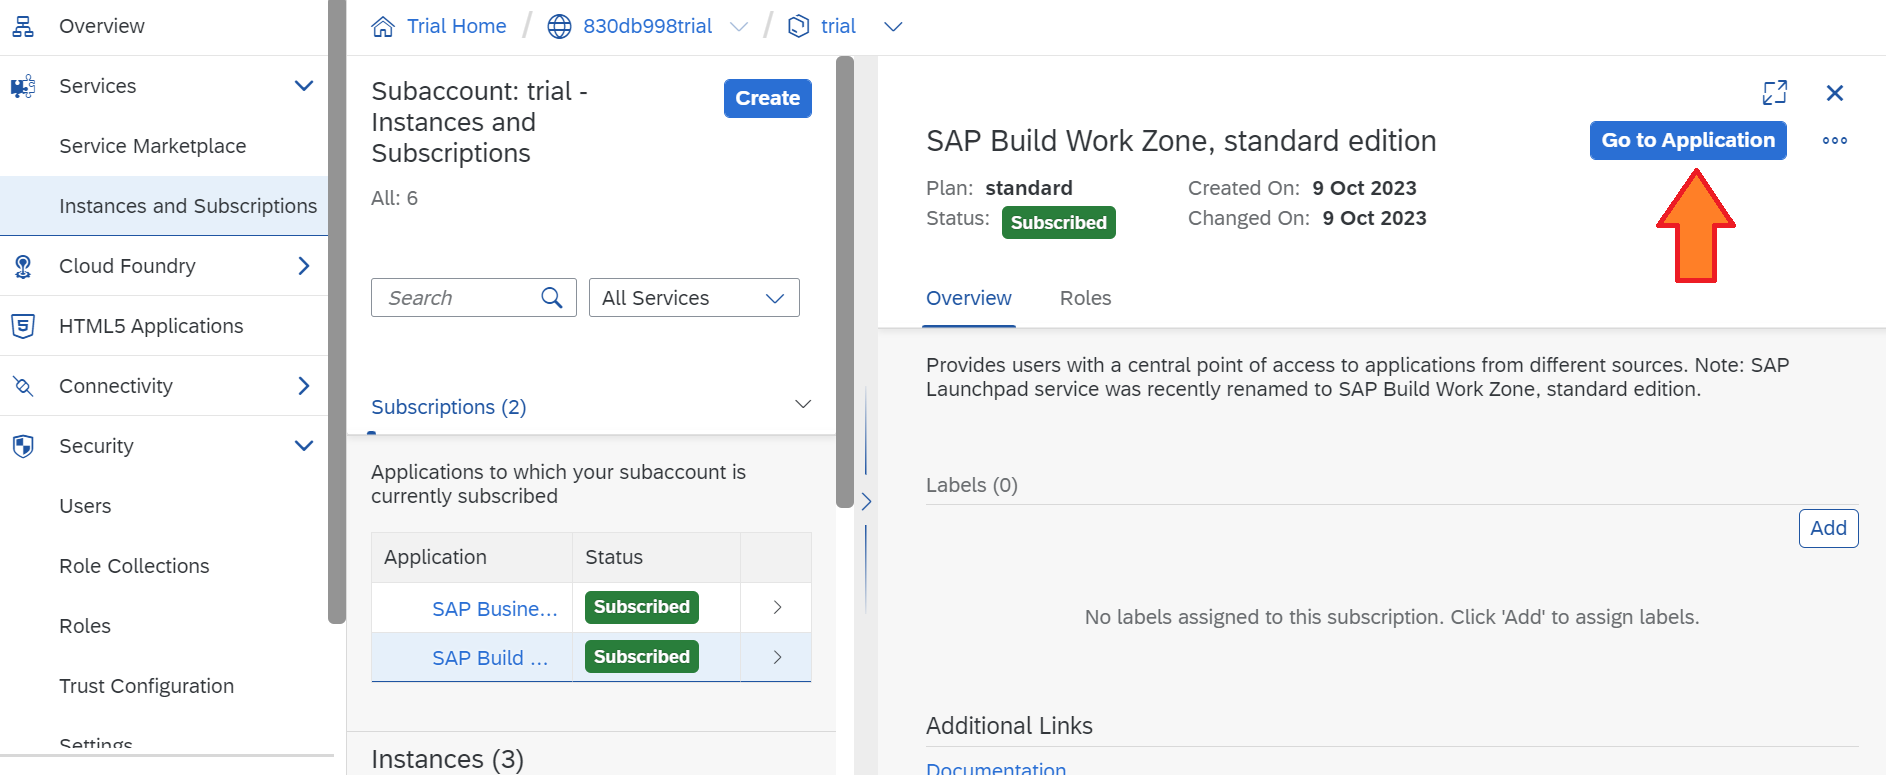 Overview
Services
Service Marketplace
Instances and Subscriptions
Cloud Foundry
HTML5 Applications
Connectivity
Security
Users
Role Collections
Roles
Trust Configuration
Settings
Trial Home / 830db998trial / trial
Subaccount: trial -
Instances and
Subscriptions
Create
All: 6
Search
All Services
Subscriptions (2)
Applications to which your subaccount is
currently subscribed
Application Status
SAP Busine... Subscribed
SAP Build ... Subscribed
Instances (3)
SAP Build Work Zone, standard edition
Go to Application
Plan: standard Created On: 9 Oct 2023
Status: Subscribed Changed On: 9 Oct 2023
Overview Roles
Provides users with a central point of access to applications from different sources. Note: SAP
Launchpad service was recently renamed to SAP Build Work Zone, standard edition.
Labels (0)
Add
No labels assigned to this subscription. Click 'Add' to assign labels.
Additional Links
Documentation